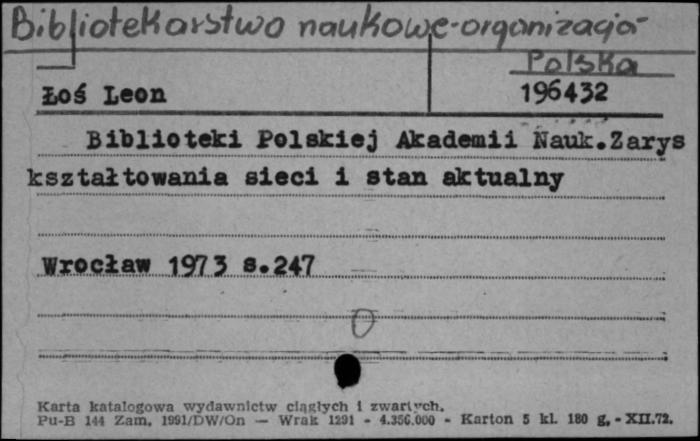 Bibliotekarstwo naukowe-organizacja-
Polska
Łoś Leon 196432
Biblioteki Polskiej Akademii Nauk.Zarys
kształtowania sieci i stan aktualny
Wrocław 1973 s.247
Karta katalogowa wydawnictw ciągłych i zwartych.
Pu-B 144 Zam. 1991/DW/On — Wrak 1291 - 4.356.000 - Karton 5 kl. 180 g. - XII.72.